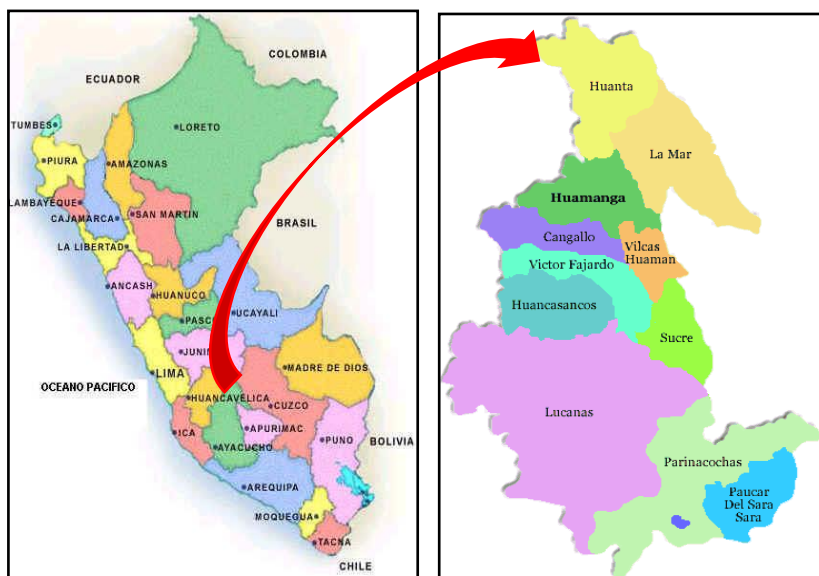 COLOMBIA
ECUADOR
TUMBES
LORETO
PIURA
AMAZONAS
LAMBAYEQUE
SAN MARTIN
CAJAMARCA
BRASIL
LA LIBERTAD
ANCASH
HUANUCO
PASCO
UCAYALI
JUNIN
LIMA
MADRE DE DIOS
OCEANO PACIFICO
HUANCAVELICA
CUZCO
ICA
APURIMAC
AYACUCHO
PUNO
BOLIVIA
AREQUIPA
MOQUEGUA
TACNA
CHILE
Huanta
La Mar
Huamanga
Cangallo
Vilcas
Huaman
Victor Fajardo
Huancasancos
Sucre
Lucanas
Parinacochas
Paucar
Del Sara
Sara